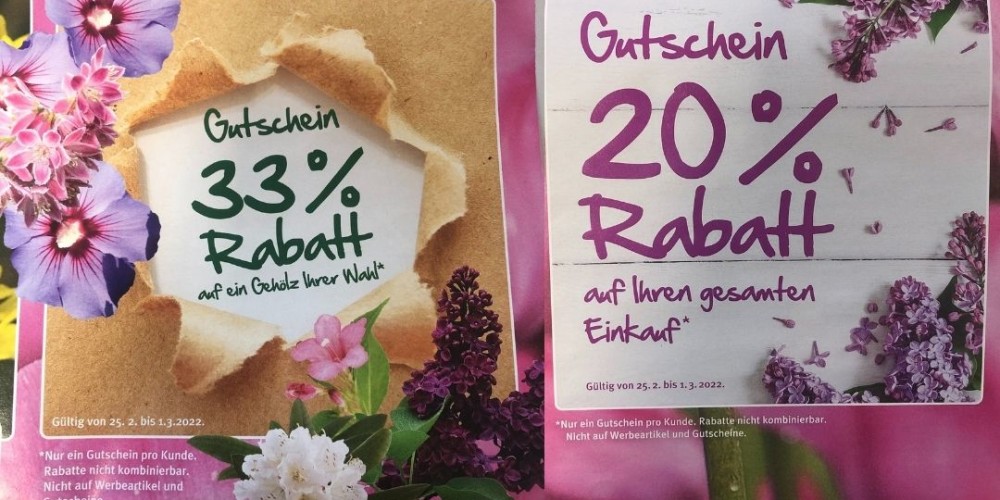 Gutschein
33%
Rabatt
auf ein Gehölz Ihrer Wahl*
Gültig von 25. 2. bis 1.3.2022.
*Nur ein Gutschein pro Kunde.
Rabatte nicht kombinierbar.
Nicht auf Werbeartikel und
Gutscheine.
Gutschein
20%
Rabatt
auf Ihren gesamten
Einkauf*
Gültig von 25. 2. bis 1.3.2022.
*Nur ein Gutschein pro Kunde. Rabatte nicht kombinierbar.
Nicht auf Werbeartikel und Gutscheine.